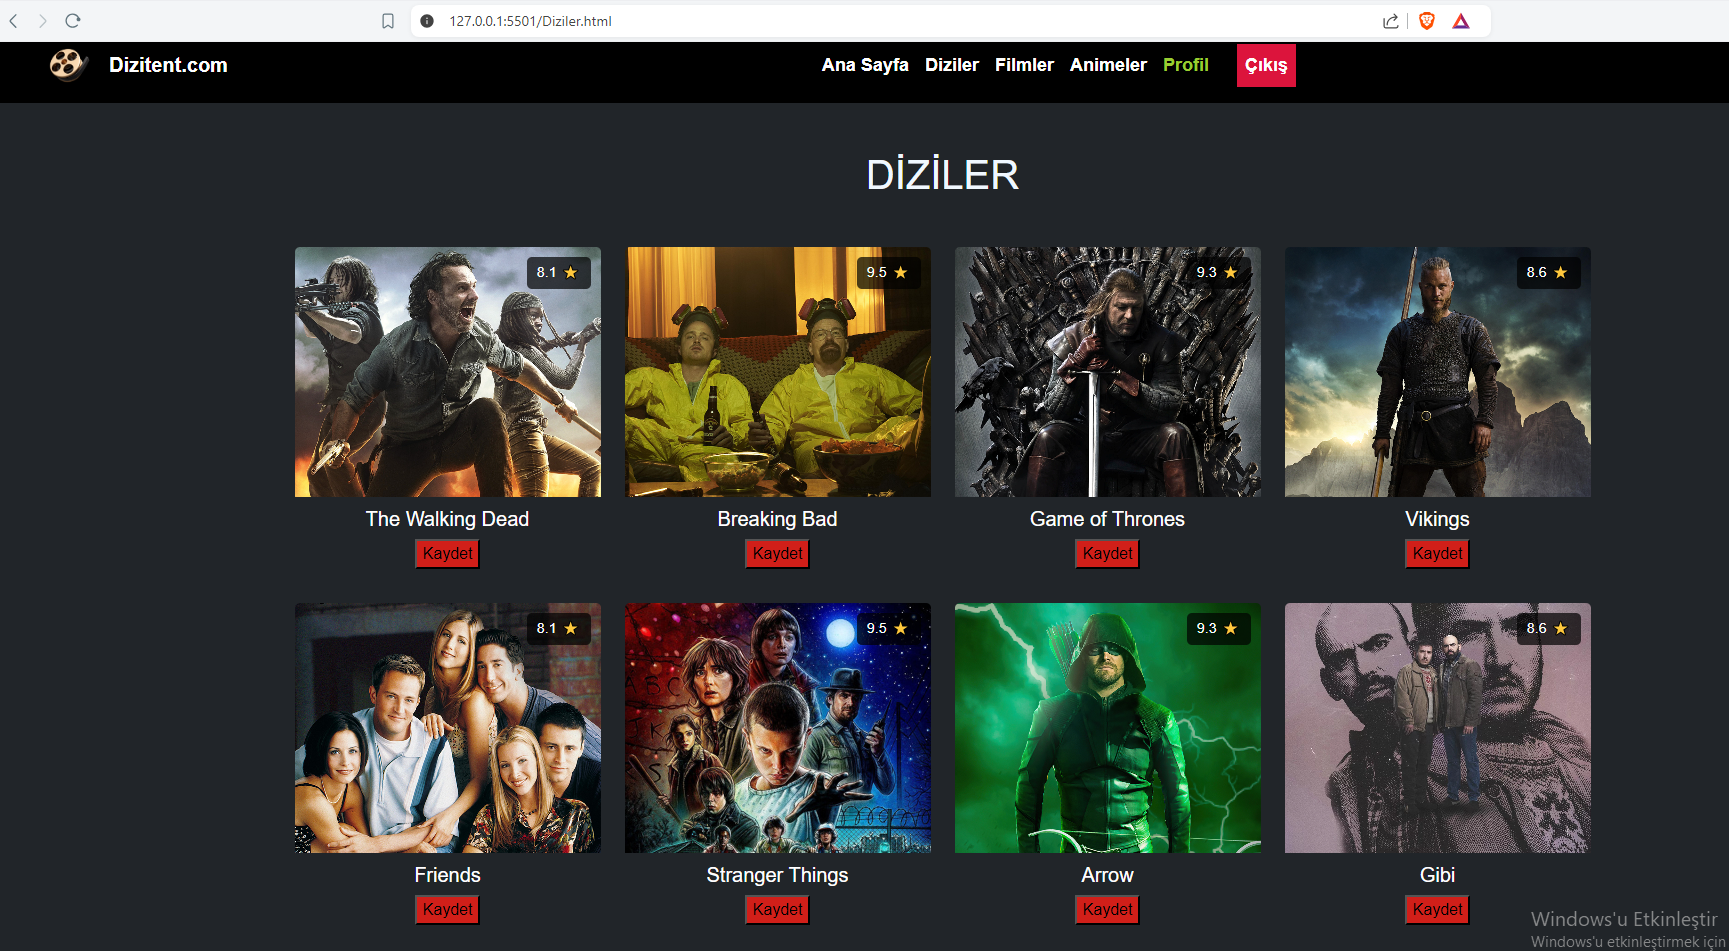 127.0.0.1:5501/Diziler.html
Dizitent.com
Ana Sayfa Diziler Filmler Animeler Profil Çıkış
DİZİLER
8.1 9.5 9.3 8.6
The Walking Dead Breaking Bad Game of Thrones Vikings
Kaydet Kaydet Kaydet Kaydet
8.1 9.5 9.3 8.6
Friends Stranger Things Arrow Gibi
Kaydet Kaydet Kaydet Kaydet
Windows'u Etkinleştir
Windows'u etkinleştirmek için